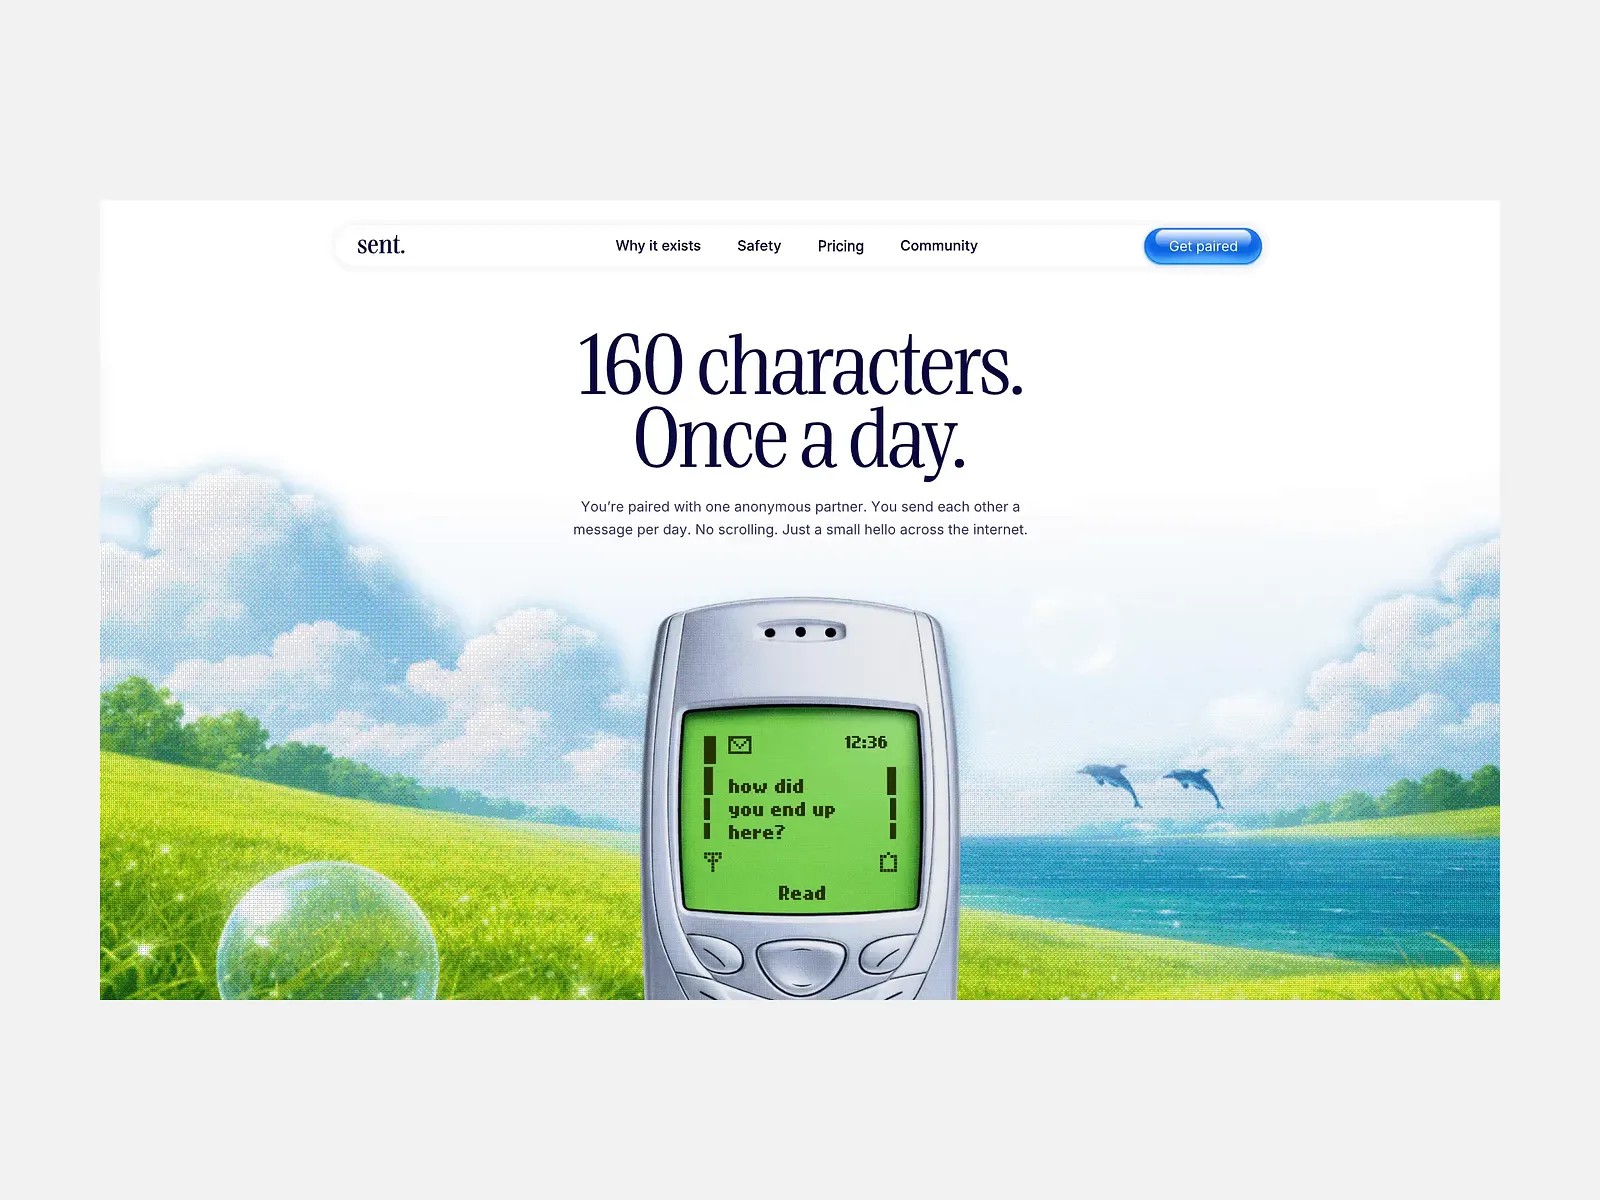 sent.
Why it exists Safety Pricing Community
Get paired
160 characters.
Once a day.
You’re paired with one anonymous partner. You send each other a
message per day. No scrolling. Just a small hello across the internet.
12:36
how did
you end up
here?
Read